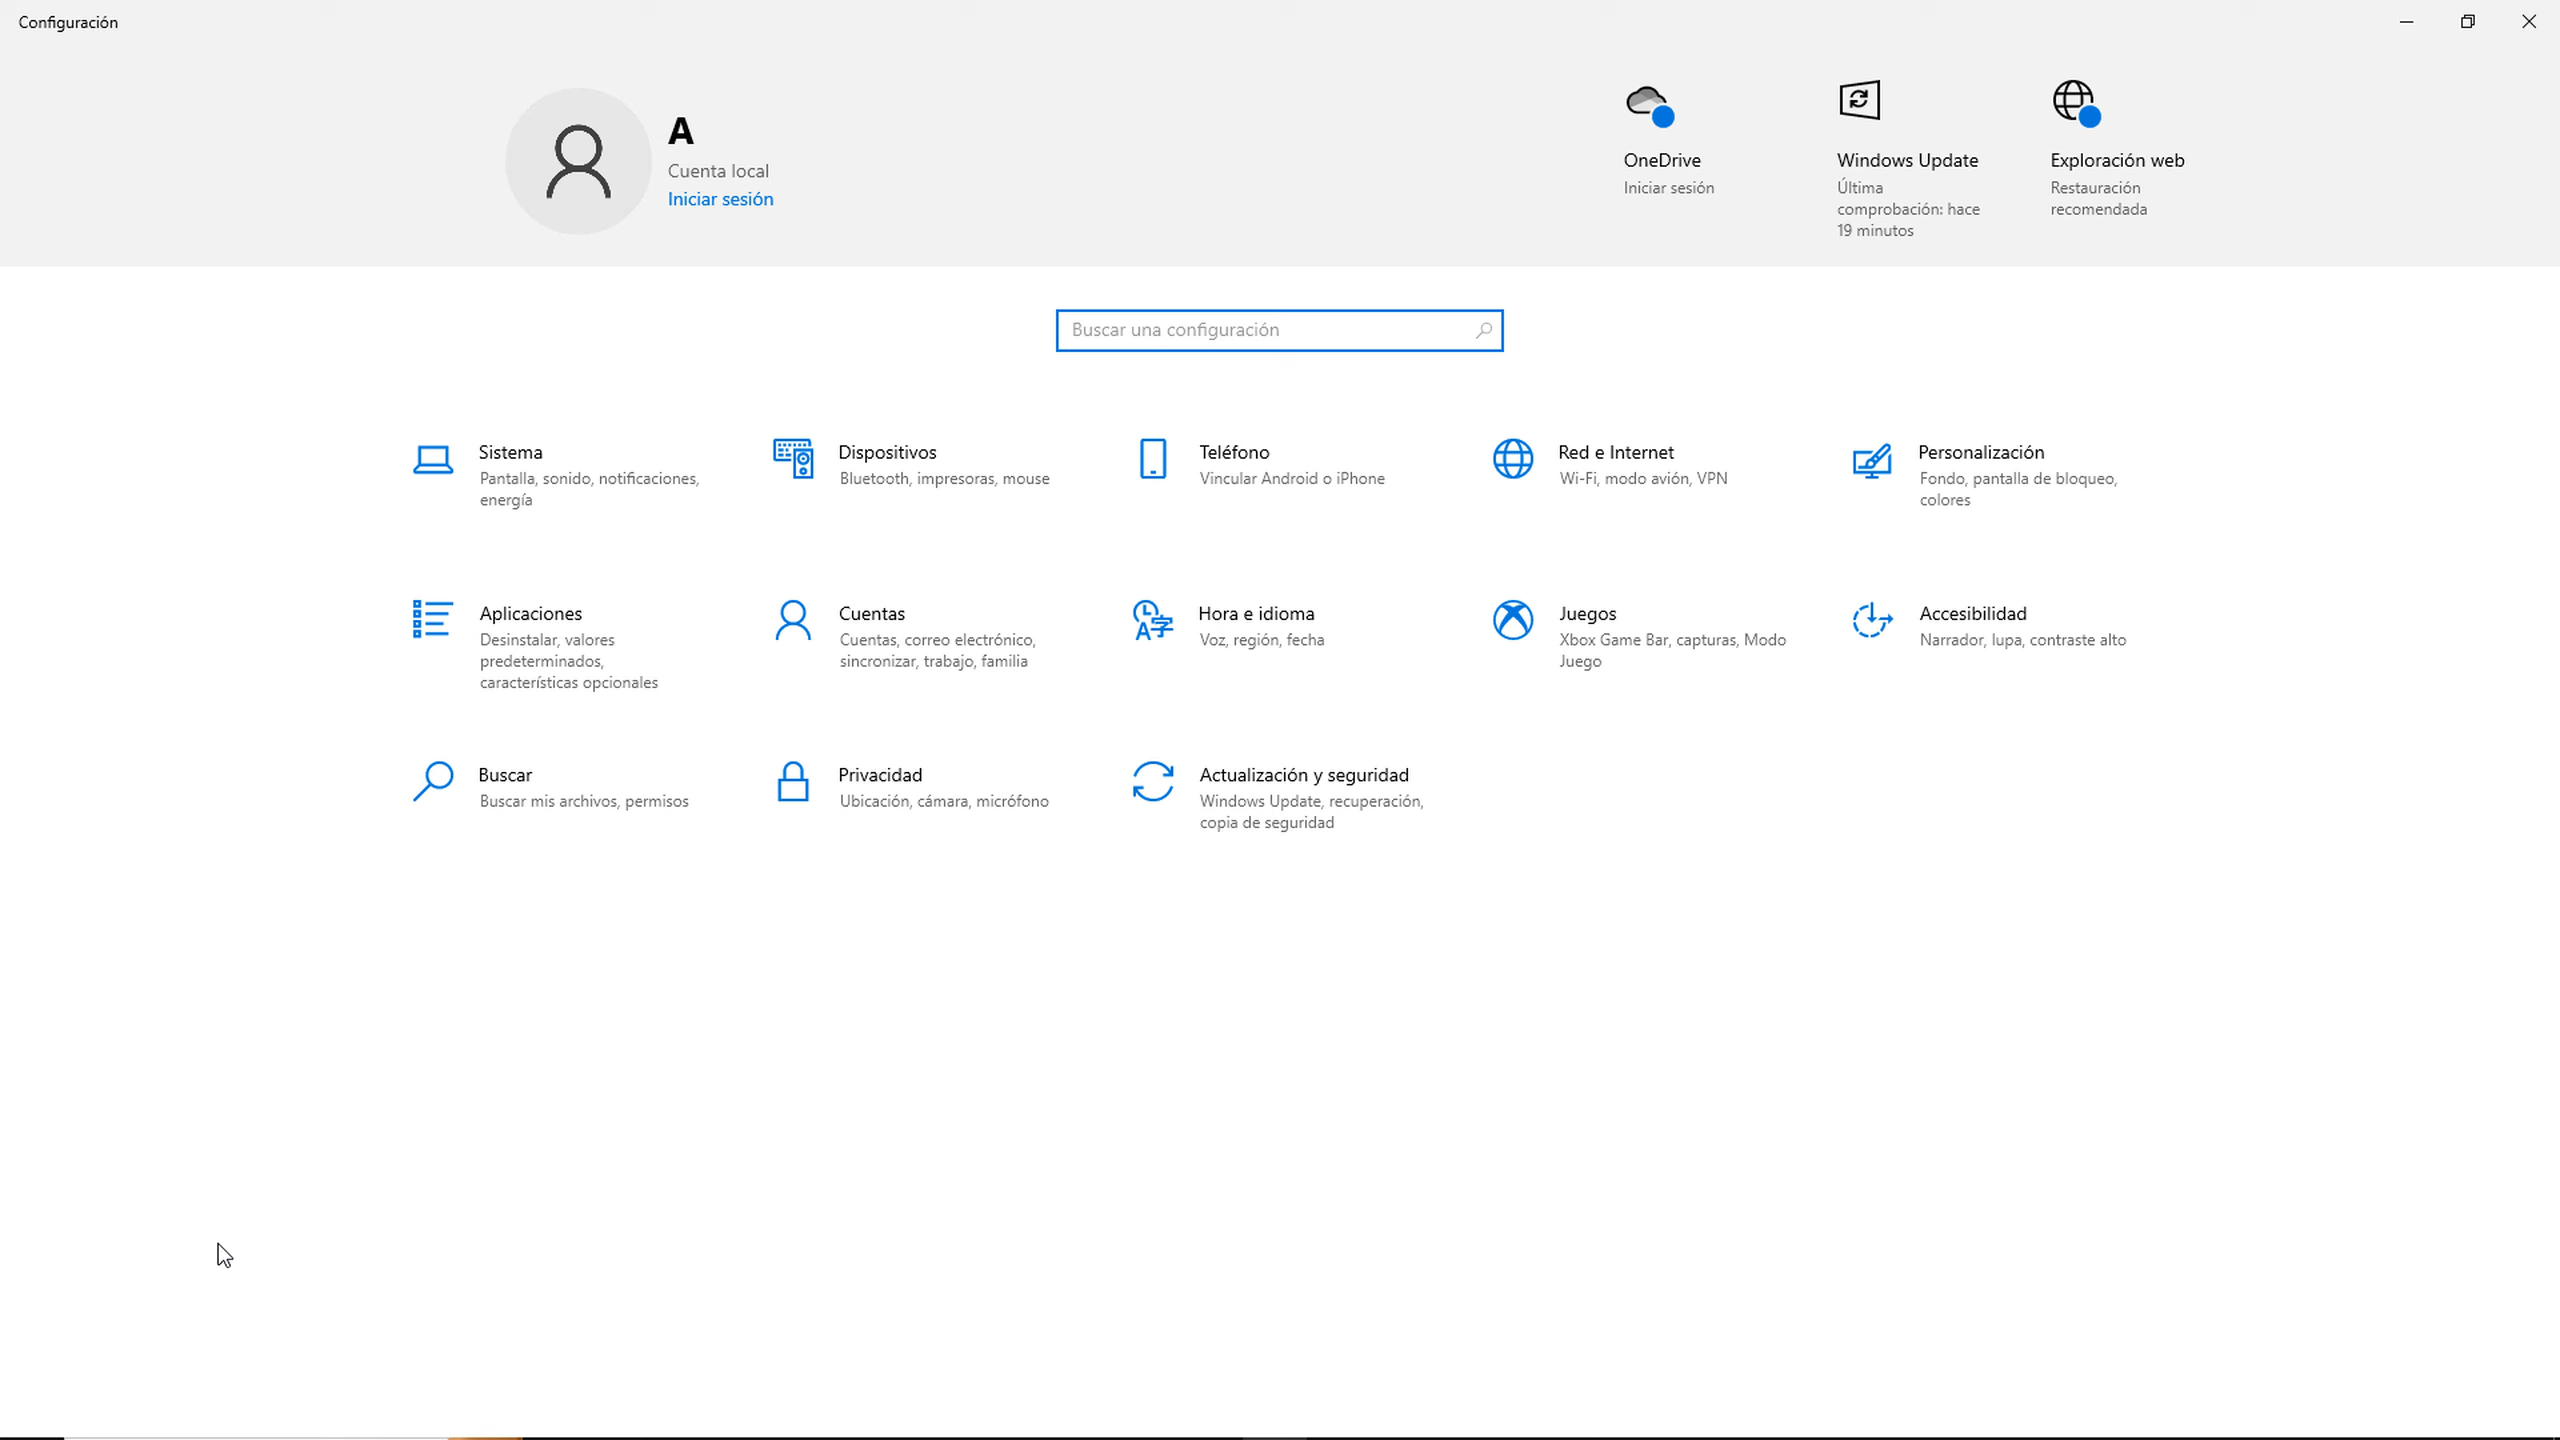 Configuración
A
Cuenta local
Iniciar sesión
OneDrive
Iniciar sesión
Windows Update
Última
comprobación: hace
19 minutos
Exploración web
Restauración
recomendada
Buscar una configuración
Sistema
Pantalla, sonido, notificaciones,
energía
Dispositivos
Bluetooth, impresoras, mouse
Teléfono
Vincular Android o iPhone
Red e Internet
Wi-Fi, modo avión, VPN
Personalización
Fondo, pantalla de bloqueo,
colores
Aplicaciones
Desinstalar, valores
predeterminados,
características opcionales
Cuentas
Cuentas, correo electrónico,
sincronizar, trabajo, familia
Hora e idioma
Voz, región, fecha
Juegos
Xbox Game Bar, capturas, Modo
Juego
Accesibilidad
Narrador, lupa, contraste alto
Buscar
Buscar mis archivos, permisos
Privacidad
Ubicación, cámara, micrófono
Actualización y seguridad
Windows Update, recuperación,
copia de seguridad